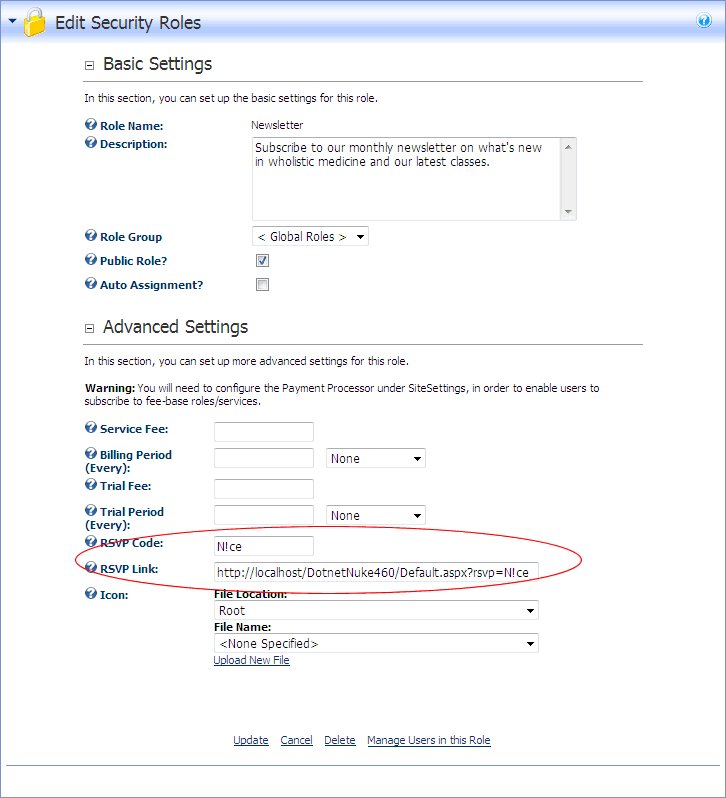 Edit Security Roles
Basic Settings
In this section, you can set up the basic settings for this role.
Role Name: Newsletter
Description: Subscribe to our monthly newsletter on what's new
in wholistic medicine and our latest classes.
Role Group < Global Roles >
Public Role?
Auto Assignment?
Advanced Settings
In this section, you can set up more advanced settings for this role.
Warning: You will need to configure the Payment Processor under SiteSettings, in order to enable users to
subscribe to fee-base roles/services.
Service Fee:
Billing Period
(Every): None
Trial Fee:
Trial Period
(Every): None
RSVP Code: N!ce
RSVP Link: http://localhost/DotnetNuke460/Default.aspx?rsvp=N!ce
Icon: File Location:
Root
File Name:
<None Specified>
Upload New File
Update Cancel Delete Manage Users in this Role